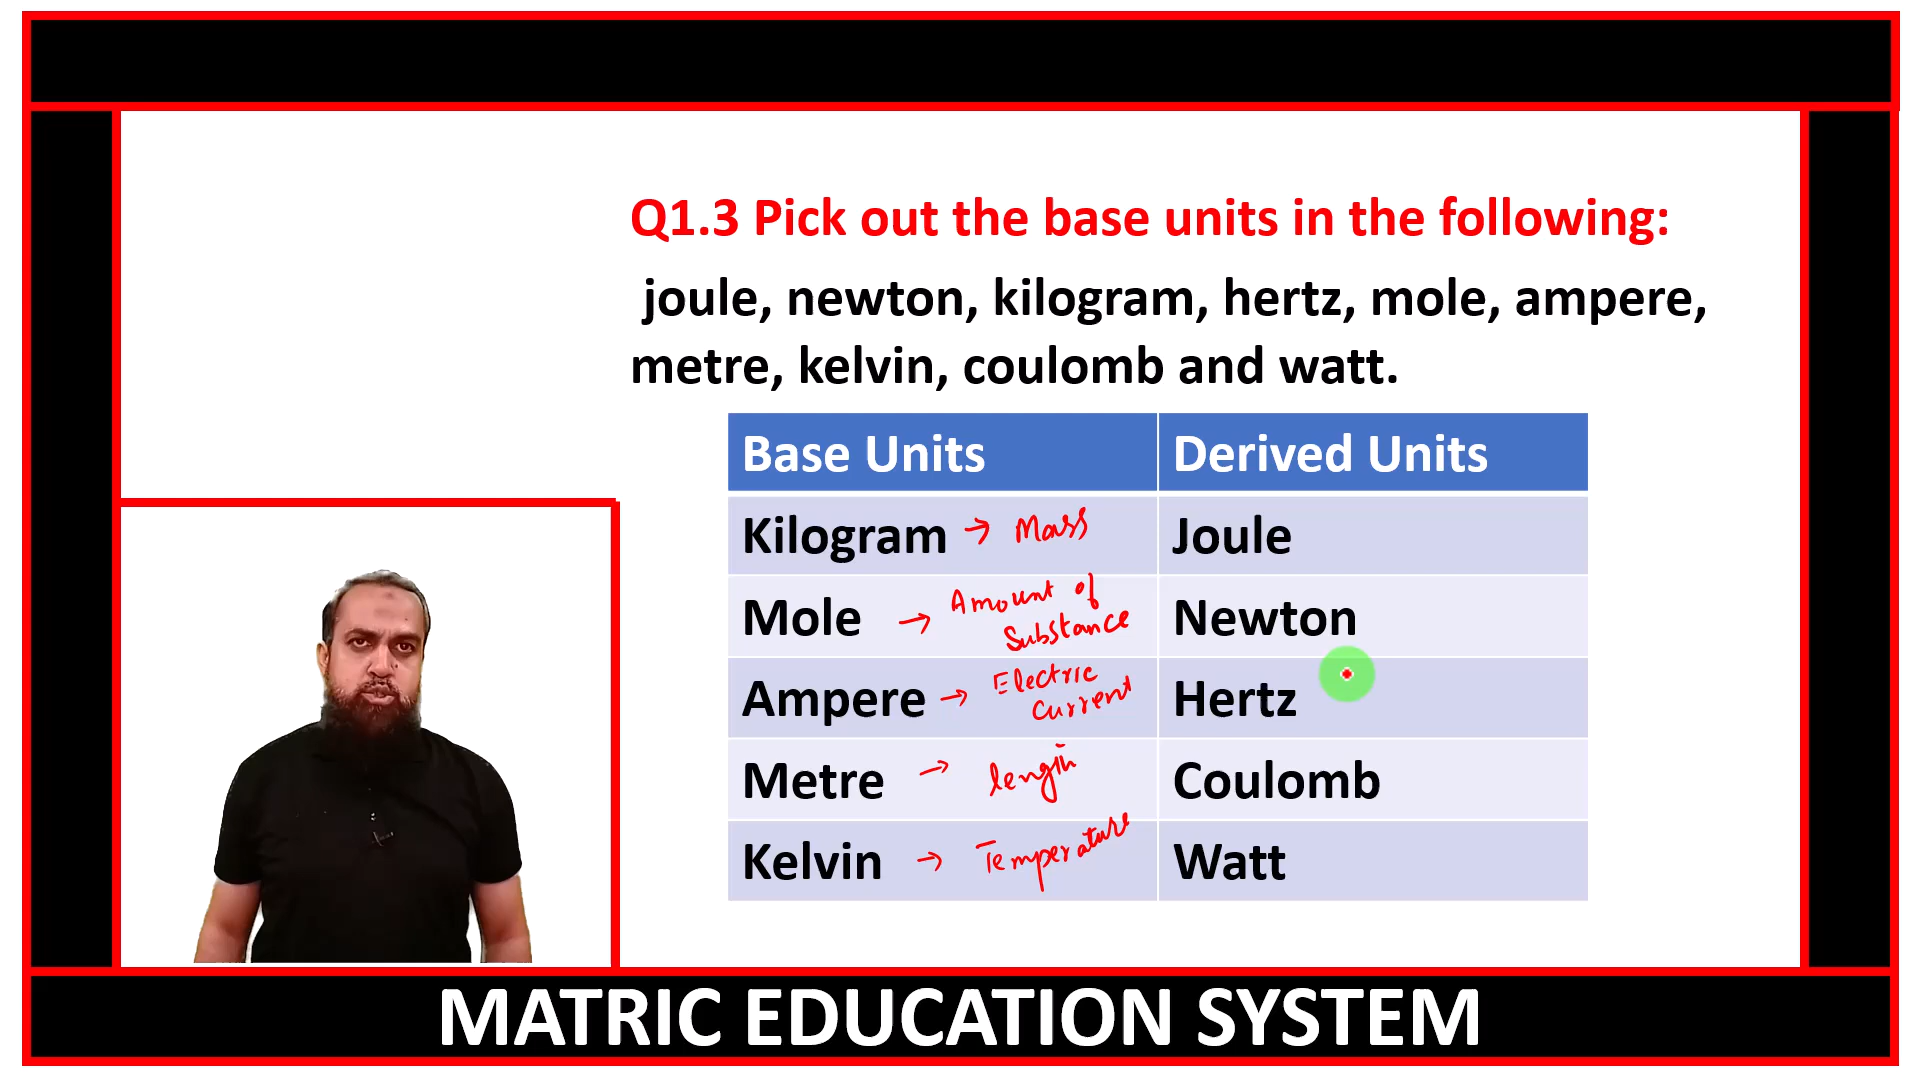 Q1.3 Pick out the base units in the following:
joule, newton, kilogram, hertz, mole, ampere,
metre, kelvin, coulomb and watt.
Base Units Derived Units
Kilogram → Mass Joule
Mole → Amount of Substance Newton
Ampere → Electric Current Hertz
Metre → length Coulomb
Kelvin → Temperature Watt
MATRIC EDUCATION SYSTEM